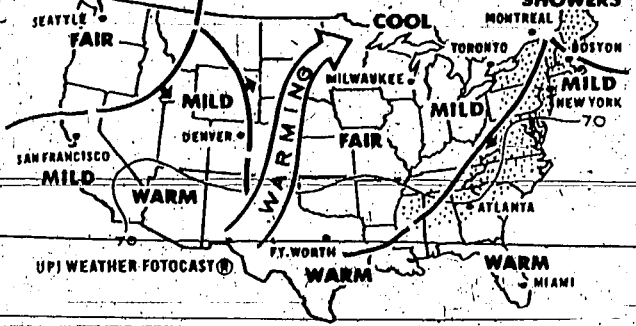 SHOWERS
SEATTLE
COOL
MONTREAL
FAIR
TORONTO
BOSTON
MILWAUKEE
MILD
MILD
WARMING
MILD
NEW YORK
DENVER
70
FAIR
SAN FRANCISCO
MILD
WARM
ATLANTA
70
FT. WORTH
UPI WEATHER FOTOCAST®
WARM
WARM
MIAMI